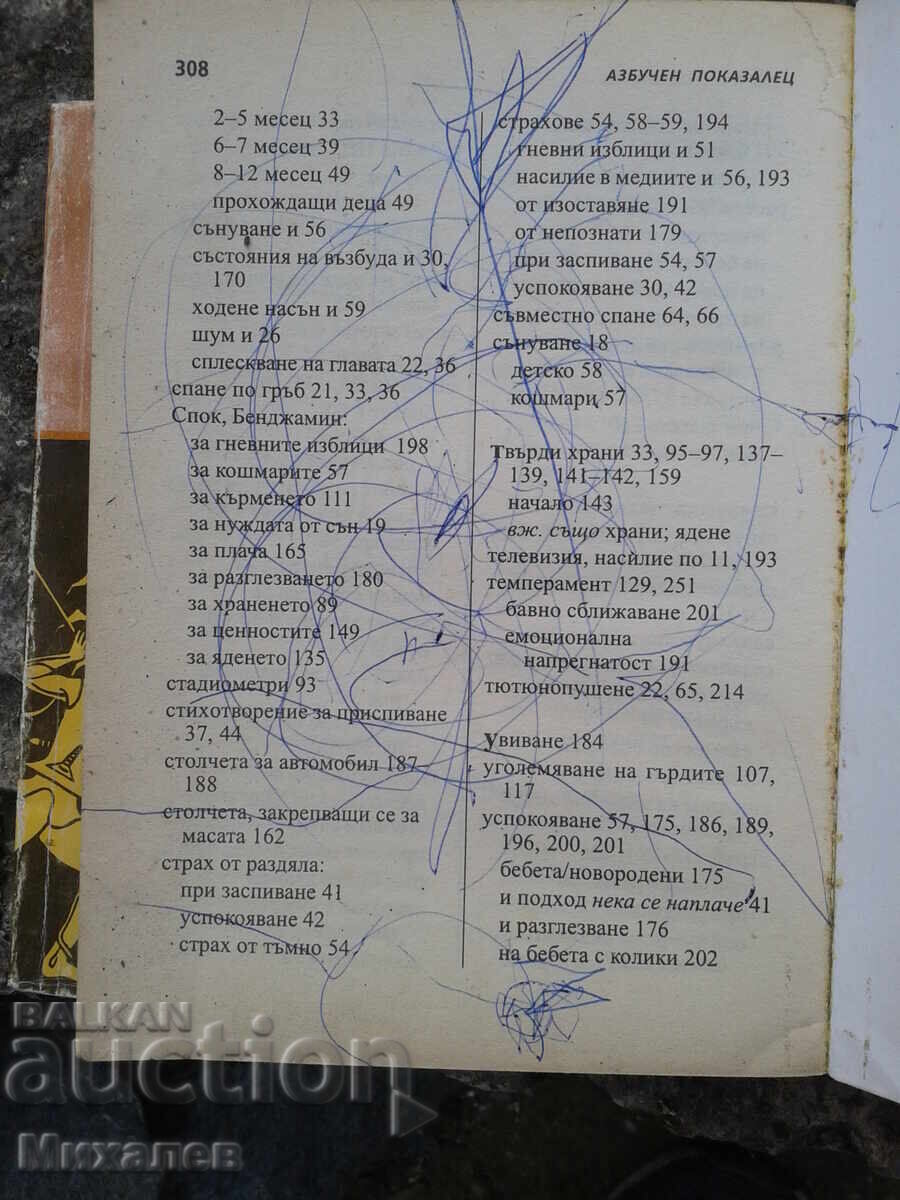 308
АЗБУЧЕН ПОКАЗАЛЕЦ
2–5 месец 33
6–7 месец 39
8–12 месец 49
прохождащи деца 49
сънуване и 56
състояния на възбуда и 30,
170
ходене насън и 59
шум и 26
сплескване на главата 22, 36
спане по гръб 21, 33, 36
Спок, Бенджамин:
за гневните изблици 198
за кошмарите 57
за кърменето 111
за нуждата от сън 19
за плача 165
за разглезването 180
за храненето 89
за ценностите 149
за яденето 135
стадиометри 93
стихотворение за приспиване
37, 44
столчета за автомобил 187–
188
столчета, закрепващи се за
масата 162
страх от раздяла:
при заспиване 41
успокояване 42
страх от тъмно 54
страхове 54, 58–59, 194
гневни изблици и 51
насилие в медиите и 56, 193
от изоставяне 191
от непознати 179
при заспиване 54, 57
успокояване 30, 42
съвместно спане 64, 66
сънуване 18
детско 58
кошмари 57
твърди храни 33, 95–97, 137–
139, 141–142, 159
начало 143
вж. също храни; ядене
телевизия, насилие по 11, 193
темперамент 129, 251
бавно сближаване 201
емоционална
напрегнатост 191
тютюнопушене 22, 65, 214
увиване 184
уголемяване на гърдите 107,
117
успокояване 57, 175, 186, 189,
196, 200, 201
бебета/новородени 175
и подход нека се наплаче 41
и разглезване 176
на бебета с колики 202
BALKAN
auction
Михалев